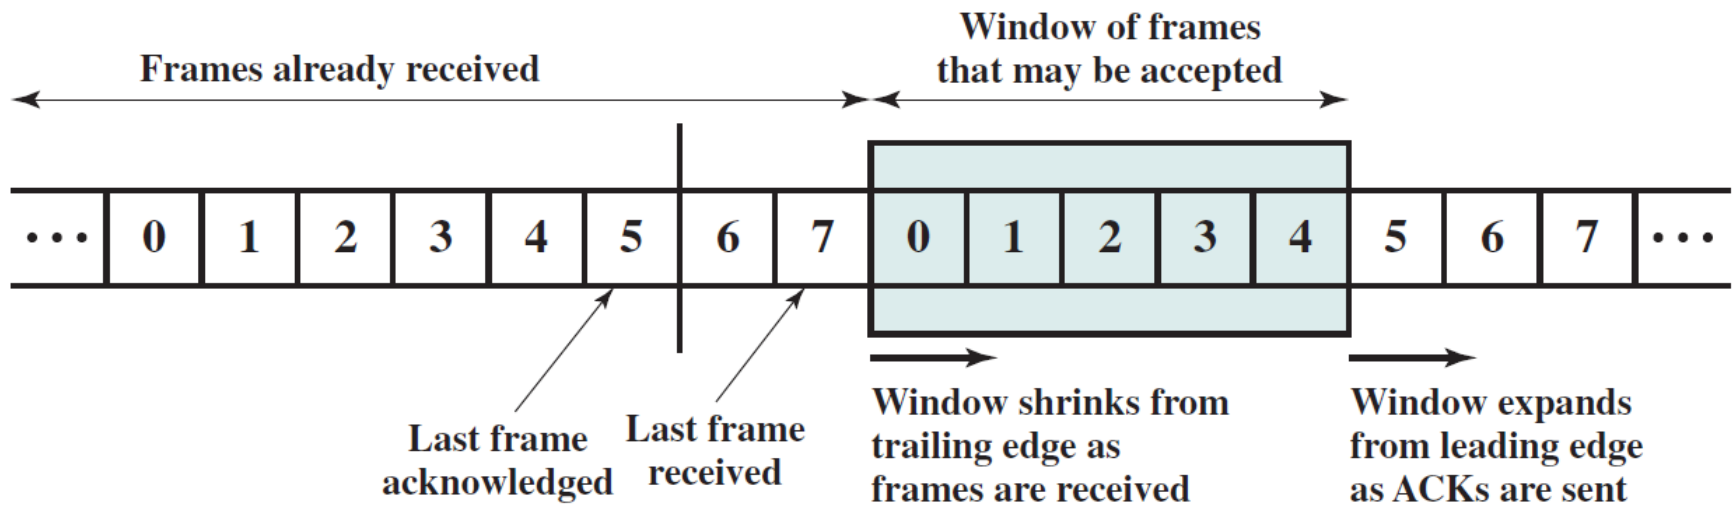 Frames already received
Window of frames
that may be accepted
••• 0 1 2 3 4 5 6 7 0 1 2 3 4 5 6 7 •••
Last frame
acknowledged
Last frame
received
Window shrinks from
trailing edge as
frames are received
Window expands
from leading edge
as ACKs are sent